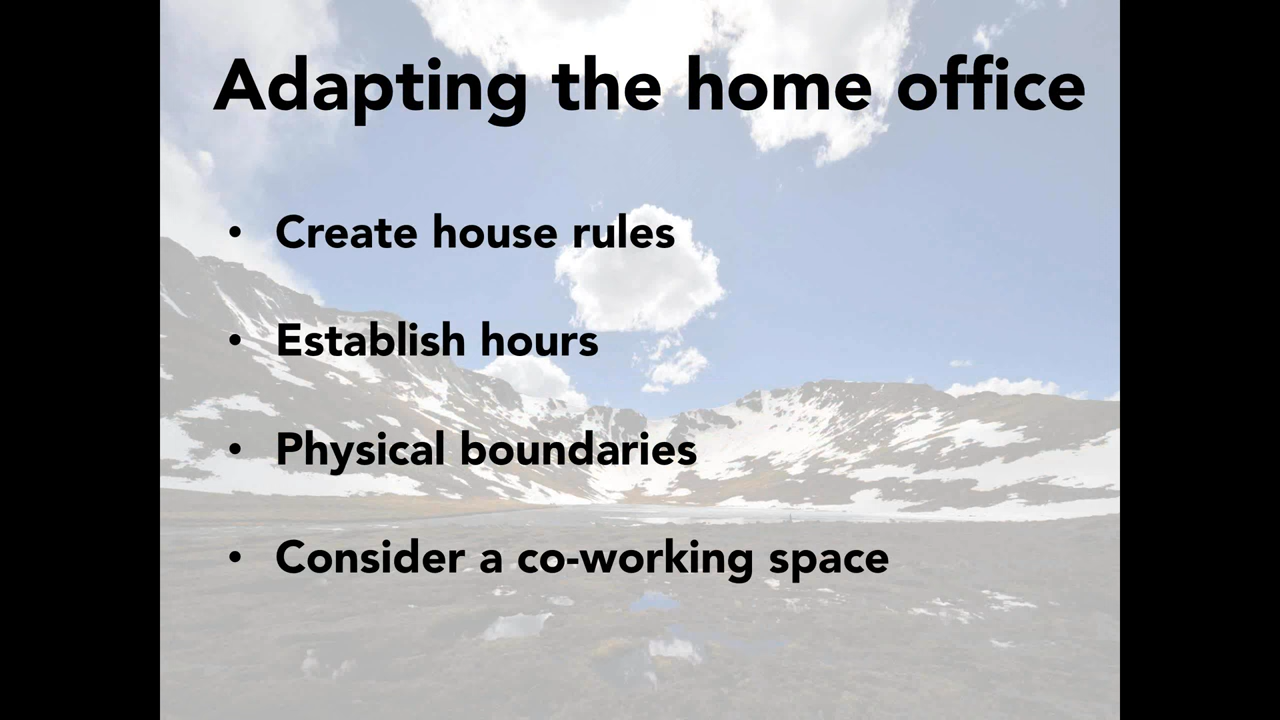 Adapting the home office
• Create house rules
• Establish hours
• Physical boundaries
• Consider a co-working space